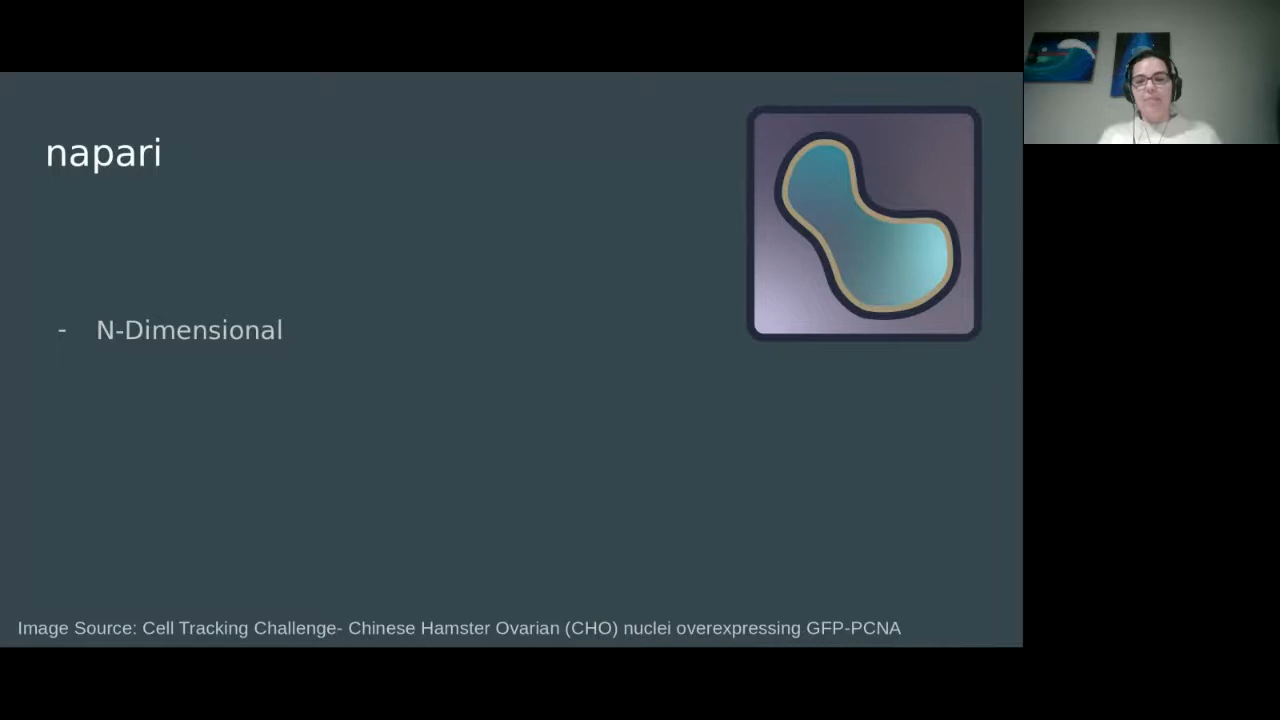 napari
- N-Dimensional
Image Source: Cell Tracking Challenge- Chinese Hamster Ovarian (CHO) nuclei overexpressing GFP-PCNA